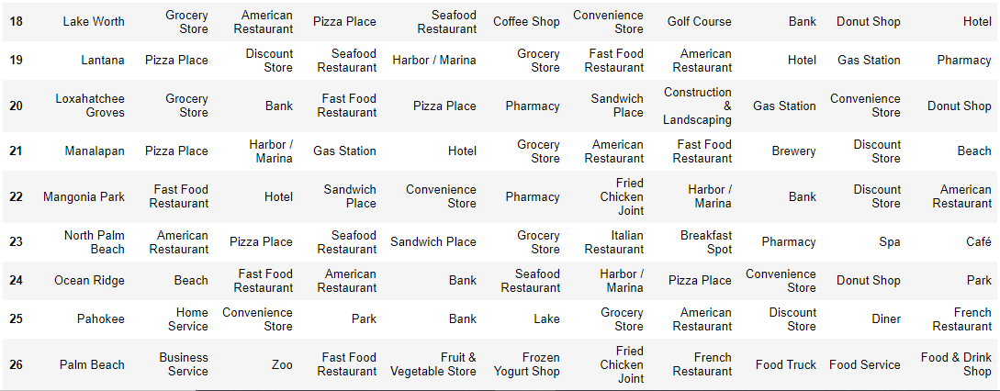 18 Lake Worth Grocery Store American Restaurant Pizza Place Seafood Restaurant Coffee Shop Convenience Store Golf Course Bank Donut Shop Hotel
19 Lantana Pizza Place Discount Store Seafood Restaurant Harbor / Marina Grocery Store Fast Food Restaurant American Restaurant Hotel Gas Station Pharmacy
20 Loxahatchee Groves Grocery Store Bank Fast Food Restaurant Pizza Place Pharmacy Sandwich Place Construction & Landscaping Gas Station Convenience Store Donut Shop
21 Manalapan Pizza Place Harbor / Marina Gas Station Hotel Grocery Store American Restaurant Fast Food Restaurant Brewery Discount Store Beach
22 Mangonia Park Fast Food Restaurant Hotel Sandwich Place Convenience Store Pharmacy Fried Chicken Joint Harbor / Marina Bank Discount Store American Restaurant
23 North Palm Beach American Restaurant Pizza Place Seafood Restaurant Sandwich Place Grocery Store Italian Restaurant Breakfast Spot Pharmacy Spa Café
24 Ocean Ridge Beach Fast Food Restaurant American Restaurant Bank Seafood Restaurant Harbor / Marina Pizza Place Convenience Store Donut Shop Park
25 Pahokee Home Service Convenience Store Park Bank Lake Grocery Store American Restaurant Discount Store Diner French Restaurant
26 Palm Beach Business Service Zoo Fast Food Restaurant Fruit & Vegetable Store Frozen Yogurt Shop Fried Chicken Joint French Restaurant Food Truck Food Service Food & Drink Shop